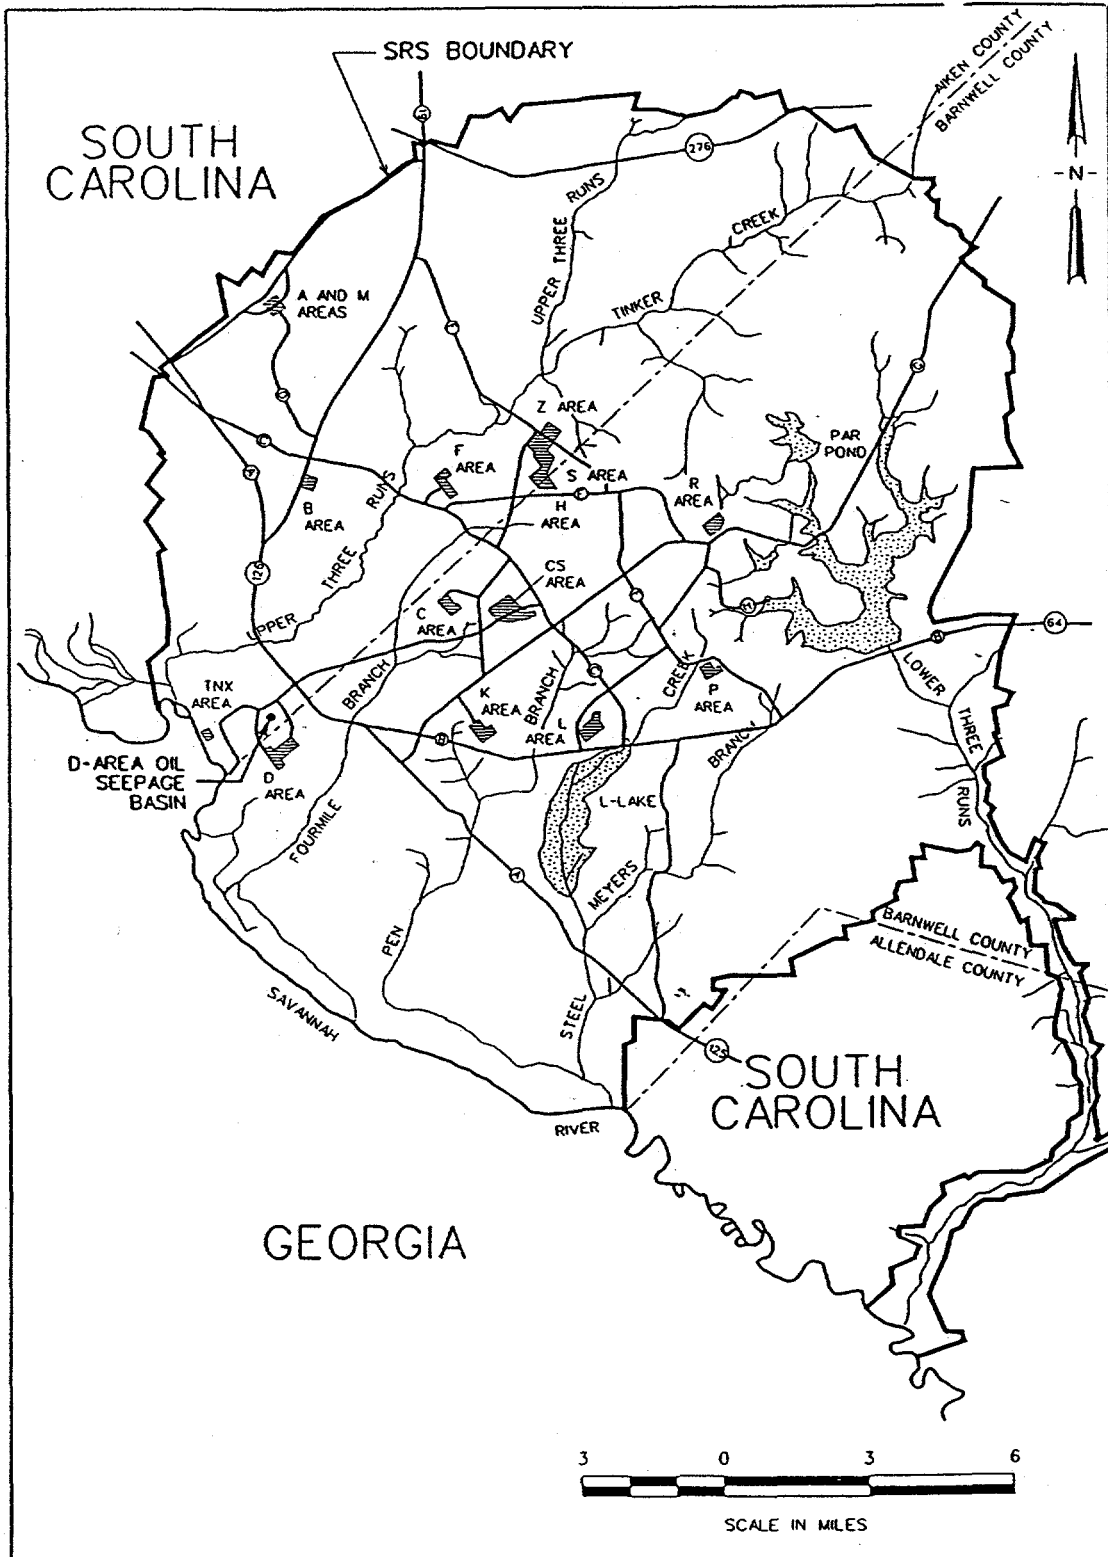 SRS BOUNDARY
AIKEN COUNTY
BARNWELL COUNTY
SOUTH
CAROLINA
276
-N-
UPPER THREE RUNS
CREEK
TINKER
A AND M
AREAS
Z AREA
PAR
POND
F
AREA
S AREA
R
AREA
B
AREA
H
AREA
UPPER THREE RUNS
CS
AREA
C
AREA
125
H
B
64
BRANCH
BRANCH
CREEK
LOWER
THREE
RUNS
TNX
AREA
K
AREA
L
AREA
P
AREA
BRANCH
B
D-AREA OIL
SEEPAGE
BASIN
D
AREA
L-LAKE
FOURMILE
A
MEYERS
PEN
BARNWELL COUNTY
ALLENDALE COUNTY
SAVANNAH
STEEL
125
SOUTH
CAROLINA
RIVER
GEORGIA
3 0 3 6
SCALE IN MILES